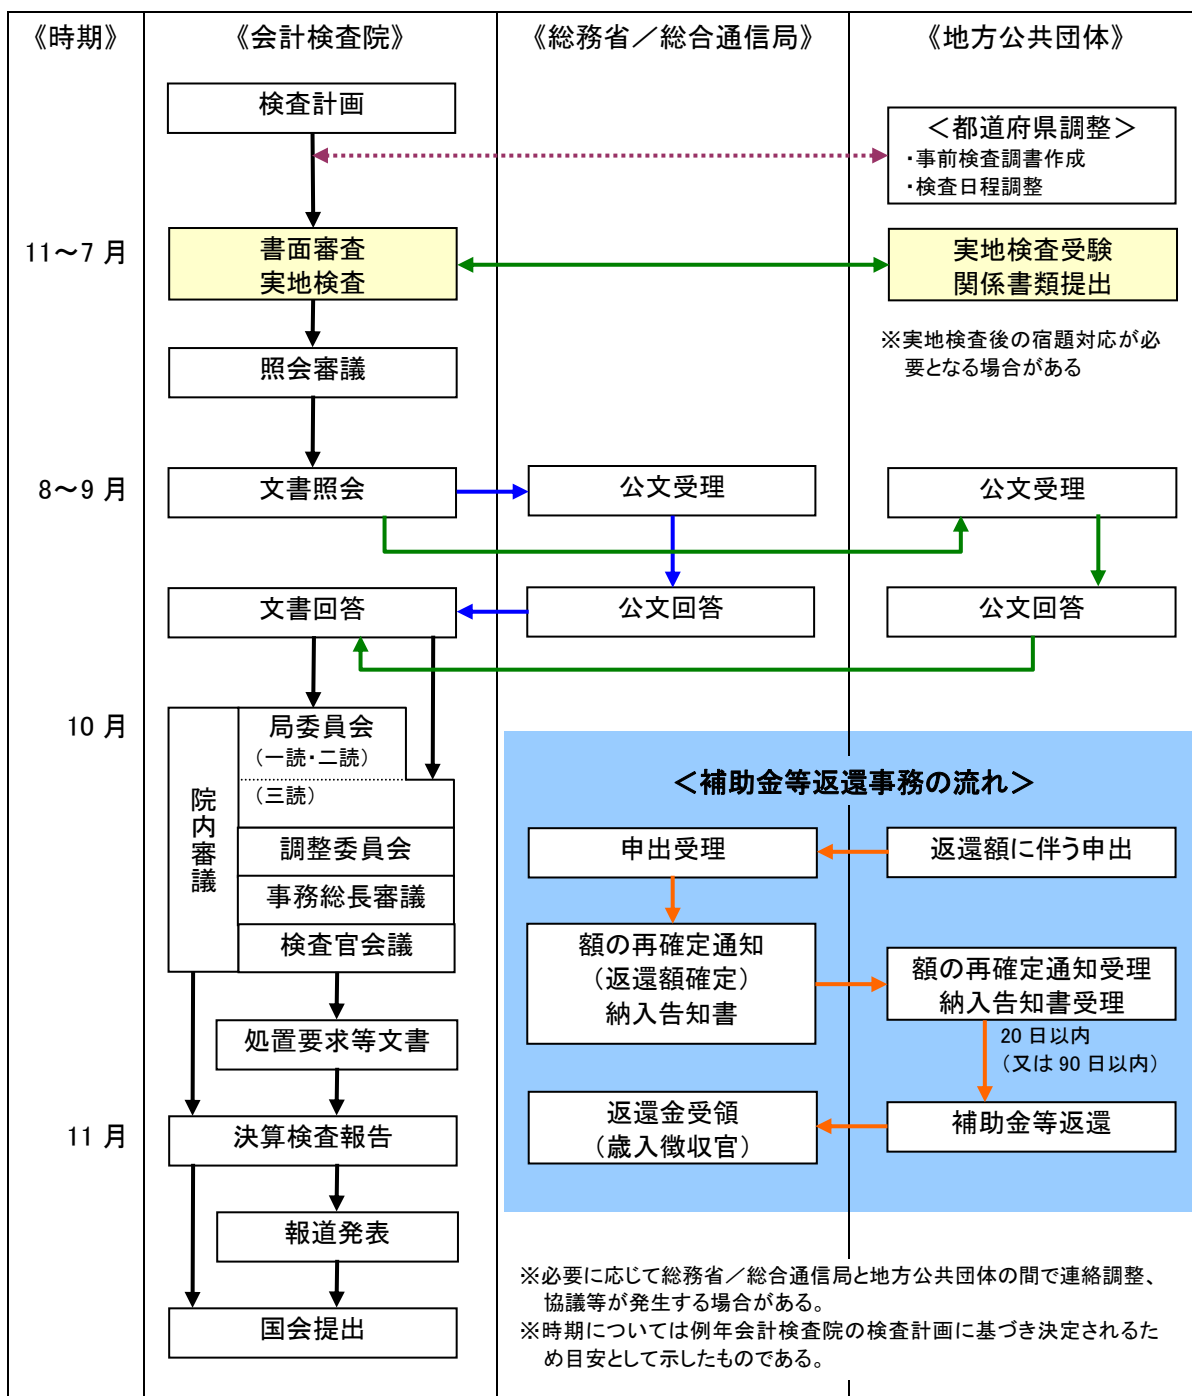 《時期》
《会計検査院》
《総務省／総合通信局》
《地方公共団体》
検査計画
＜都道府県調整＞
・事前検査調書作成
・検査日程調整
11～7 月
書面審査
実地検査
実地検査受験
関係書類提出
※実地検査後の宿題対応が必
要となる場合がある
照会審議
8～9 月
文書照会
公文受理
公文受理
文書回答
公文回答
公文回答
10 月
院内審議
局委員会
（一読・二読）
（三読）
調整委員会
事務総長審議
検査官会議
＜補助金等返還事務の流れ＞
申出受理
返還額に伴う申出
額の再確定通知
（返還額確定）
納入告知書
額の再確定通知受理
納入告知書受理
20 日以内
（又は 90 日以内）
処置要求等文書
返還金受領
（歳入徴収官）
補助金等返還
11 月
決算検査報告
報道発表
国会提出
※必要に応じて総務省／総合通信局と地方公共団体の間で連絡調整、
協議等が発生する場合がある。
※時期については例年会計検査院の検査計画に基づき決定されるた
め目安として示したものである。